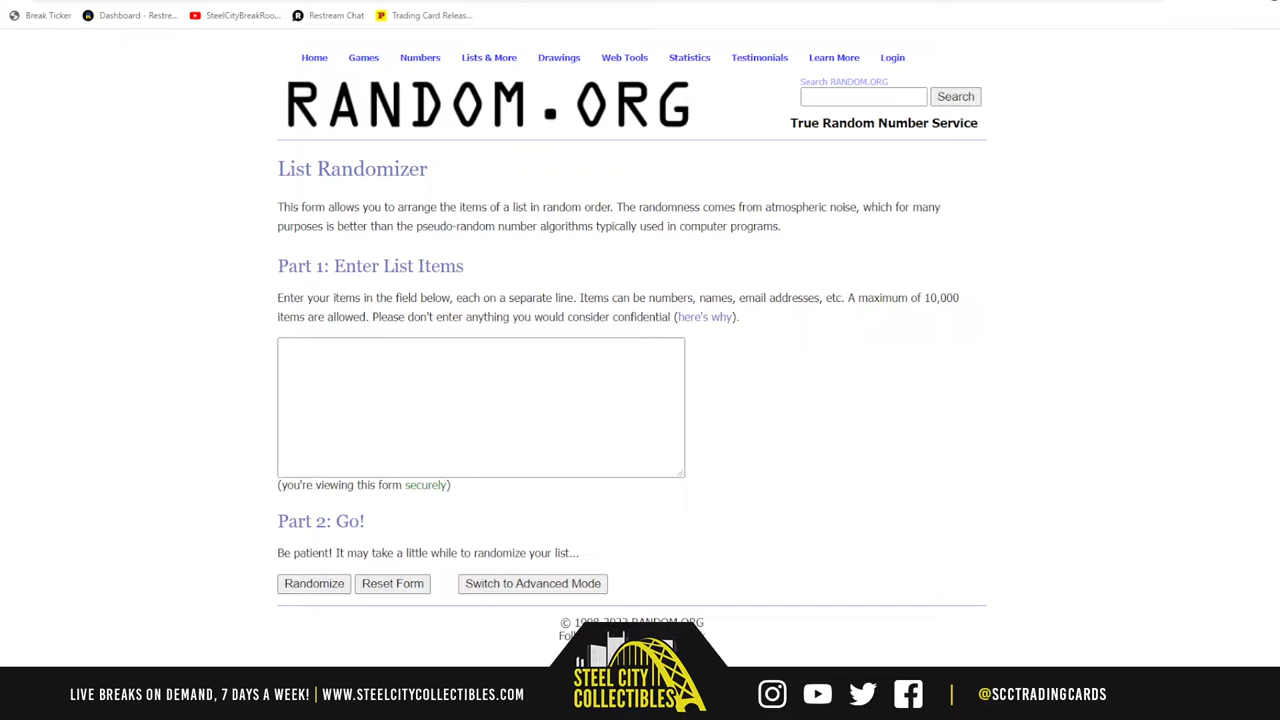 Break Ticker
Dashboard - Restre...
SteelCityBreakRoo...
Restream Chat
Trading Card Releas...
Home Games Numbers Lists & More Drawings Web Tools Statistics Testimonials Learn More Login
RANDOM.ORG
Search RANDOM.ORG
Search
True Random Number Service
List Randomizer
This form allows you to arrange the items of a list in random order. The randomness comes from atmospheric noise, which for many
purposes is better than the pseudo-random number algorithms typically used in computer programs.
Part 1: Enter List Items
Enter your items in the field below, each on a separate line. Items can be numbers, names, email addresses, etc. A maximum of 10,000
items are allowed. Please don't enter anything you would consider confidential (here's why).
(you're viewing this form securely)
Part 2: Go!
Be patient! It may take a little while to randomize your list...
Randomize Reset Form Switch to Advanced Mode
RANDOM.ORG
STEEL CITY
COLLECTIBLES
LIVE BREAKS ON DEMAND, 7 DAYS A WEEK! | WWW.STEELCITYCOLLECTIBLES.COM
| @SCCTRADINGCARDS